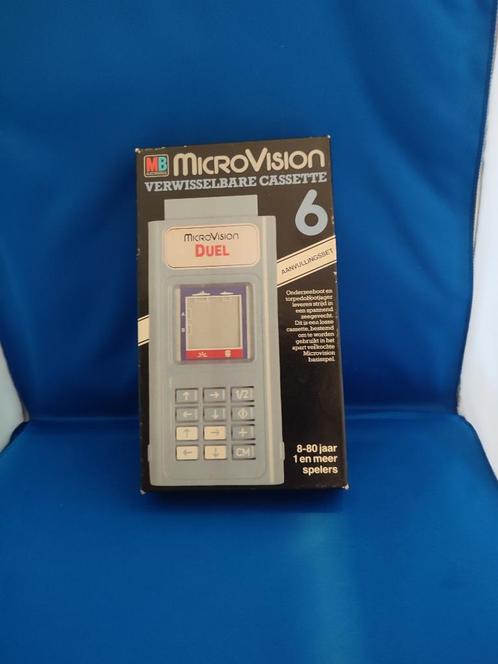 MB
MICROVISION
VERWISSELBARE CASSETTE
6
AANVULLINGSSET
MICROVISION
DUEL
Onderzeeboot en
torpedobootjager
leveren strijd in
een spannend
zeegevecht.
Dit is een losse
cassette, bestemd
om te worden
gebruikt in het
apart verkochte
Microvision
basisspel.
↑ → 1/2
← ↓
↑ → +1
← ↓ CM
8-80 jaar
1 en meer
spelers